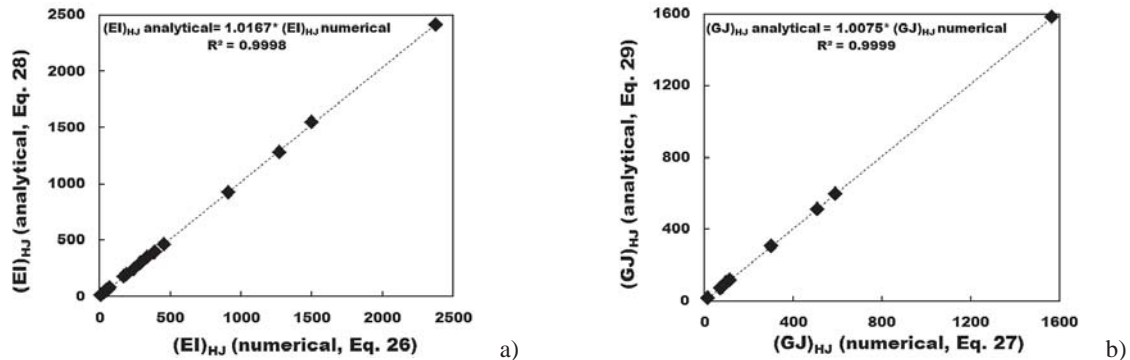 (EI)HJ analytical= 1.0167* (EI)HJ numerical
R² = 0.9998
2500
2000
1500
1000
500
0
(EI)HJ (analytical, Eq. 28)
0 500 1000 1500 2000 2500
(EI)HJ (numerical, Eq. 26)
a)
(GJ)HJ analytical = 1.0075* (GJ)HJ numerical
R² = 0.9999
1600
1200
800
400
0
(GJ)HJ (analytical, Eq. 29)
0 400 800 1200 1600
(GJ)HJ (numerical, Eq. 27)
b)